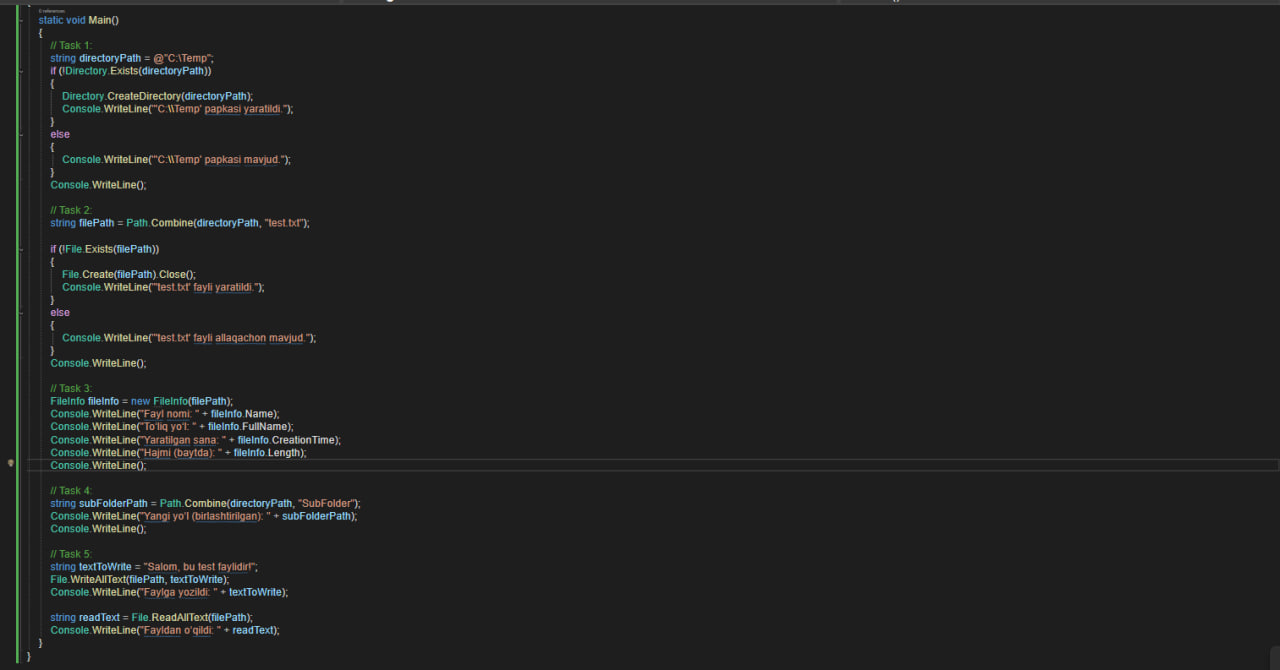 0 references
static void Main()
{
// Task 1:
string directoryPath = @"C:\Temp";
if (!Directory.Exists(directoryPath))
{
Directory.CreateDirectory(directoryPath);
Console.WriteLine("'C:\\Temp' papkasi yaratildi.");
}
else
{
Console.WriteLine("'C:\\Temp' papkasi mavjud.");
}
Console.WriteLine();
// Task 2:
string filePath = Path.Combine(directoryPath, "test.txt");
if (!File.Exists(filePath))
{
File.Create(filePath).Close();
Console.WriteLine("'test.txt' fayli yaratildi.");
}
else
{
Console.WriteLine("'test.txt' fayli allaqachon mavjud.");
}
Console.WriteLine();
// Task 3:
FileInfo fileInfo = new FileInfo(filePath);
Console.WriteLine("Fayl nomi: " + fileInfo.Name);
Console.WriteLine("To'liq yo'l: " + fileInfo.FullName);
Console.WriteLine("Yaratilgan sana: " + fileInfo.CreationTime);
Console.WriteLine("Hajmi (baytda): " + fileInfo.Length);
Console.WriteLine();
// Task 4:
string subFolderPath = Path.Combine(directoryPath, "SubFolder");
Console.WriteLine("Yangi yo'l (birlashtirilgan): " + subFolderPath);
Console.WriteLine();
// Task 5:
string textToWrite = "Salom, bu test faylidir!";
File.WriteAllText(filePath, textToWrite);
Console.WriteLine("Faylga yozildi: " + textToWrite);
string readText = File.ReadAllText(filePath);
Console.WriteLine("Fayldan o'qildi: " + readText);
}
}